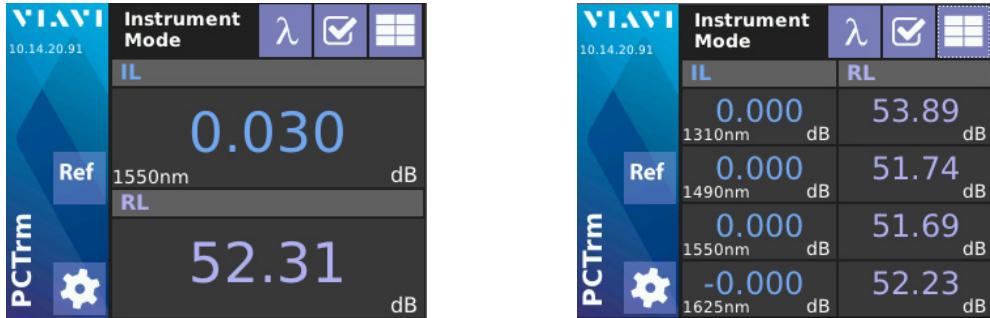 VIAVI
10.14.20.91
Instrument
Mode
λ
IL
0.030
1550nm dB
Ref
RL
52.31
dB
PCTrm
VIAVI
10.14.20.91
Instrument
Mode
λ
IL RL
0.000 53.89
1310nm dB dB
0.000 51.74
1490nm dB dB
Ref
0.000 51.69
1550nm dB dB
-0.000 52.23
1625nm dB dB
PCTrm